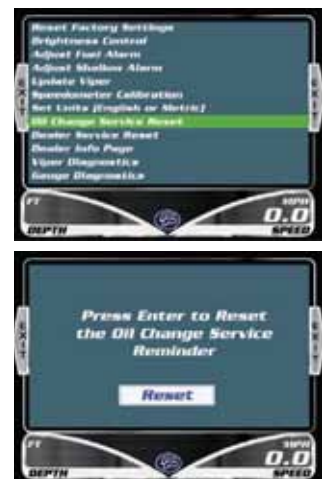 Reset Factory Settings
Brightness Control
Adjust Fuel Alarm
Adjust Shallow Alarm
Update Viper
Speedometer Calibration
Set Units (English or Metric)
Oil Change Service Reset
Dealer Service Reset
Dealer Info Page
Viper Diagnostics
Gauge Diagnostics
EXIT
EXIT
FT
MPH
0.0
DEPTH
SPEED
Press Enter to Reset
the Oil Change Service
Reminder
EXIT
EXIT
Reset
FT
MPH
0.0
DEPTH
SPEED